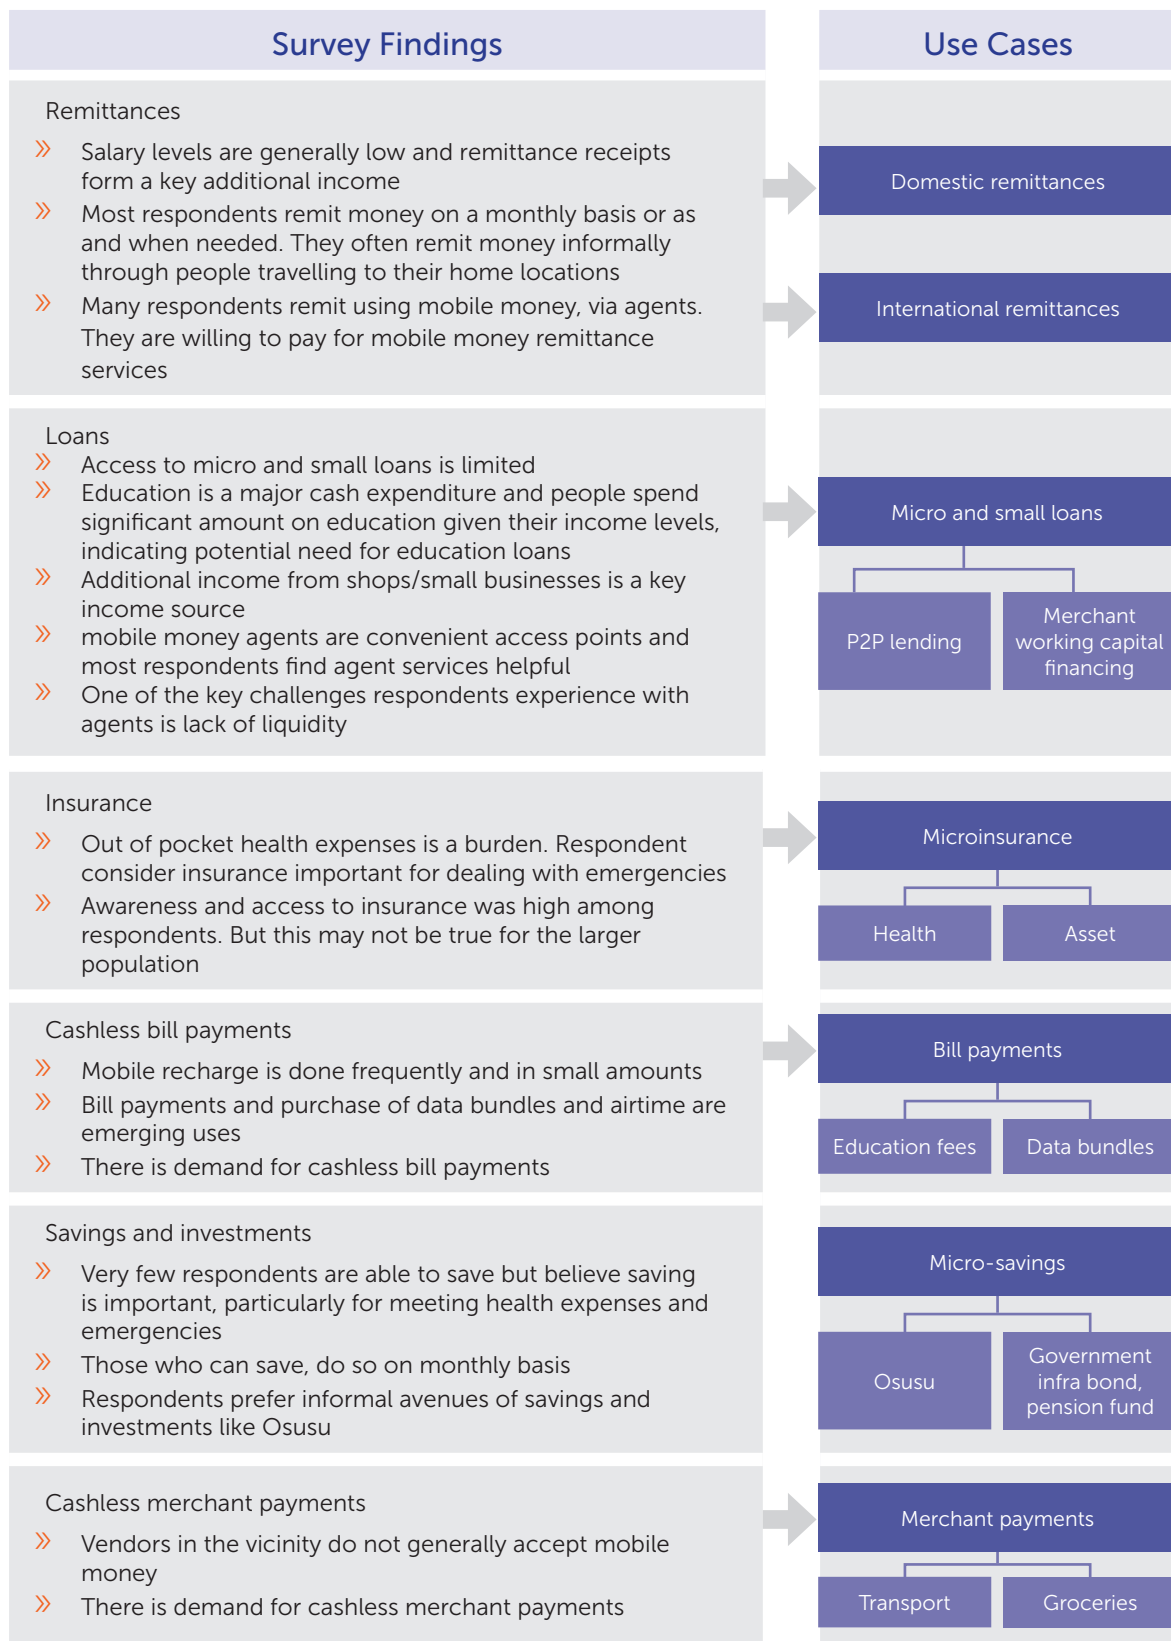 Survey Findings
Use Cases
Remittances
» Salary levels are generally low and remittance receipts
form a key additional income
» Most respondents remit money on a monthly basis or as
and when needed. They often remit money informally
through people travelling to their home locations
» Many respondents remit using mobile money, via agents.
They are willing to pay for mobile money remittance
services
Domestic remittances
International remittances
Loans
» Access to micro and small loans is limited
» Education is a major cash expenditure and people spend
significant amount on education given their income levels,
indicating potential need for education loans
» Additional income from shops/small businesses is a key
income source
» mobile money agents are convenient access points and
most respondents find agent services helpful
» One of the key challenges respondents experience with
agents is lack of liquidity
Micro and small loans
P2P lending
Merchant
working capital
financing
Insurance
» Out of pocket health expenses is a burden. Respondent
consider insurance important for dealing with emergencies
» Awareness and access to insurance was high among
respondents. But this may not be true for the larger
population
Microinsurance
Health
Asset
Cashless bill payments
» Mobile recharge is done frequently and in small amounts
» Bill payments and purchase of data bundles and airtime are
emerging uses
» There is demand for cashless bill payments
Bill payments
Education fees
Data bundles
Savings and investments
» Very few respondents are able to save but believe saving
is important, particularly for meeting health expenses and
emergencies
» Those who can save, do so on monthly basis
» Respondents prefer informal avenues of savings and
investments like Osusu
Micro-savings
Osusu
Government
infra bond,
pension fund
Cashless merchant payments
» Vendors in the vicinity do not generally accept mobile
money
» There is demand for cashless merchant payments
Merchant payments
Transport
Groceries